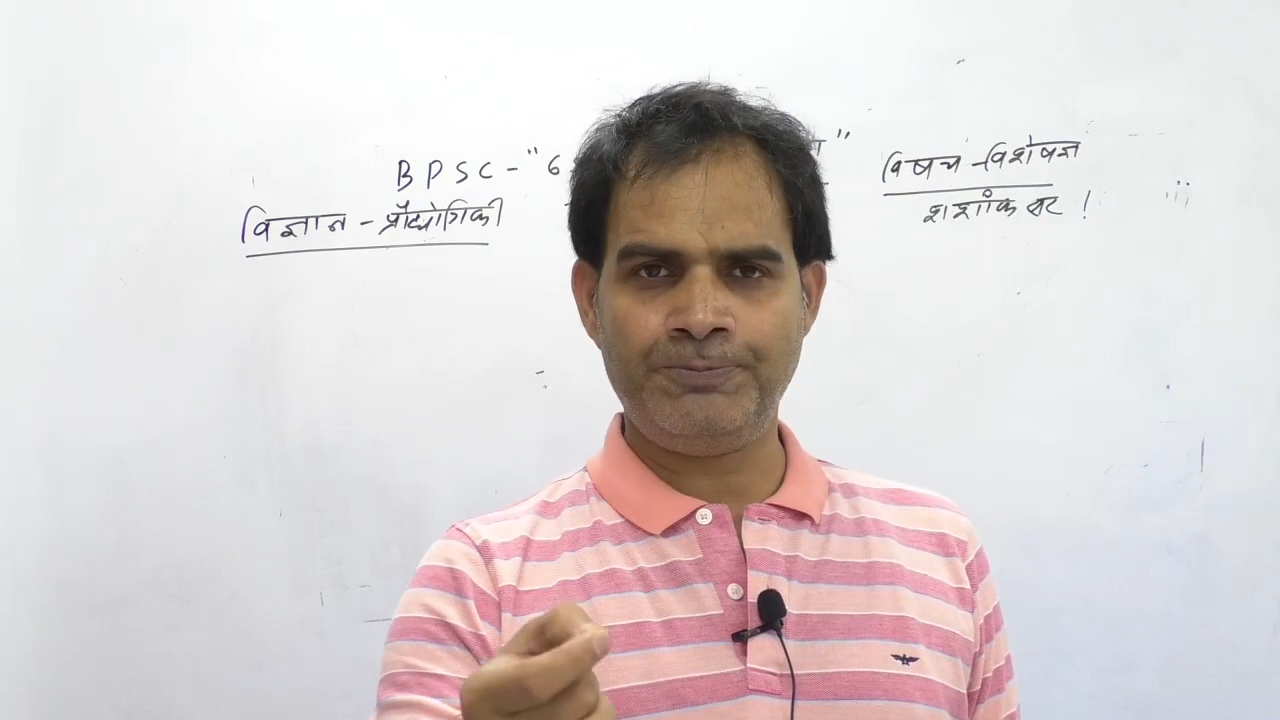 BPSC - "6 "
विज्ञान - प्रौद्योगिकी
विषय - विशेषज्ञ
शशांक सर !